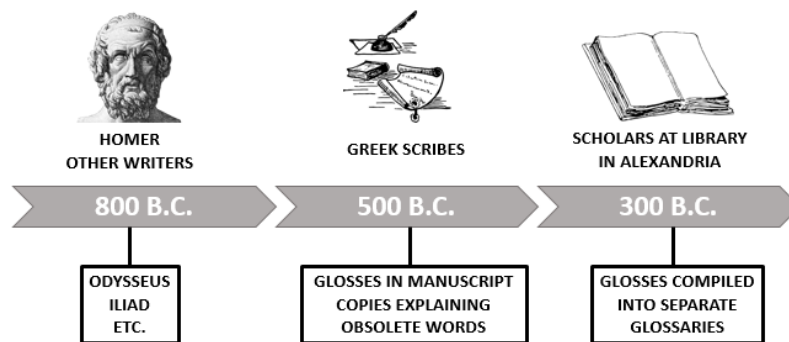 HOMER
OTHER WRITERS
GREEK SCRIBES
SCHOLARS AT LIBRARY
IN ALEXANDRIA
800 B.C.
500 B.C.
300 B.C.
ODYSSEUS
ILIAD
ETC.
GLOSSES IN MANUSCRIPT
COPIES EXPLAINING
OBSOLETE WORDS
GLOSSES COMPILED
INTO SEPARATE
GLOSSARIES